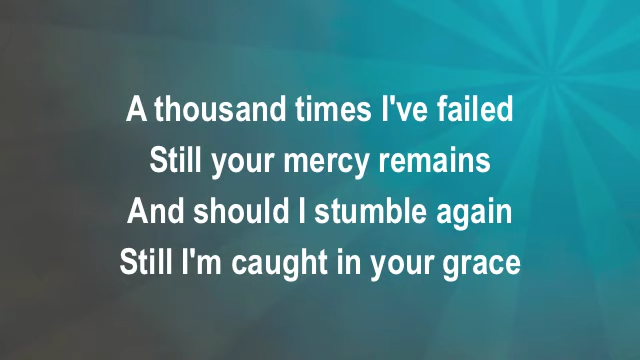 A thousand times I've failed
Still your mercy remains
And should I stumble again
Still I'm caught in your grace